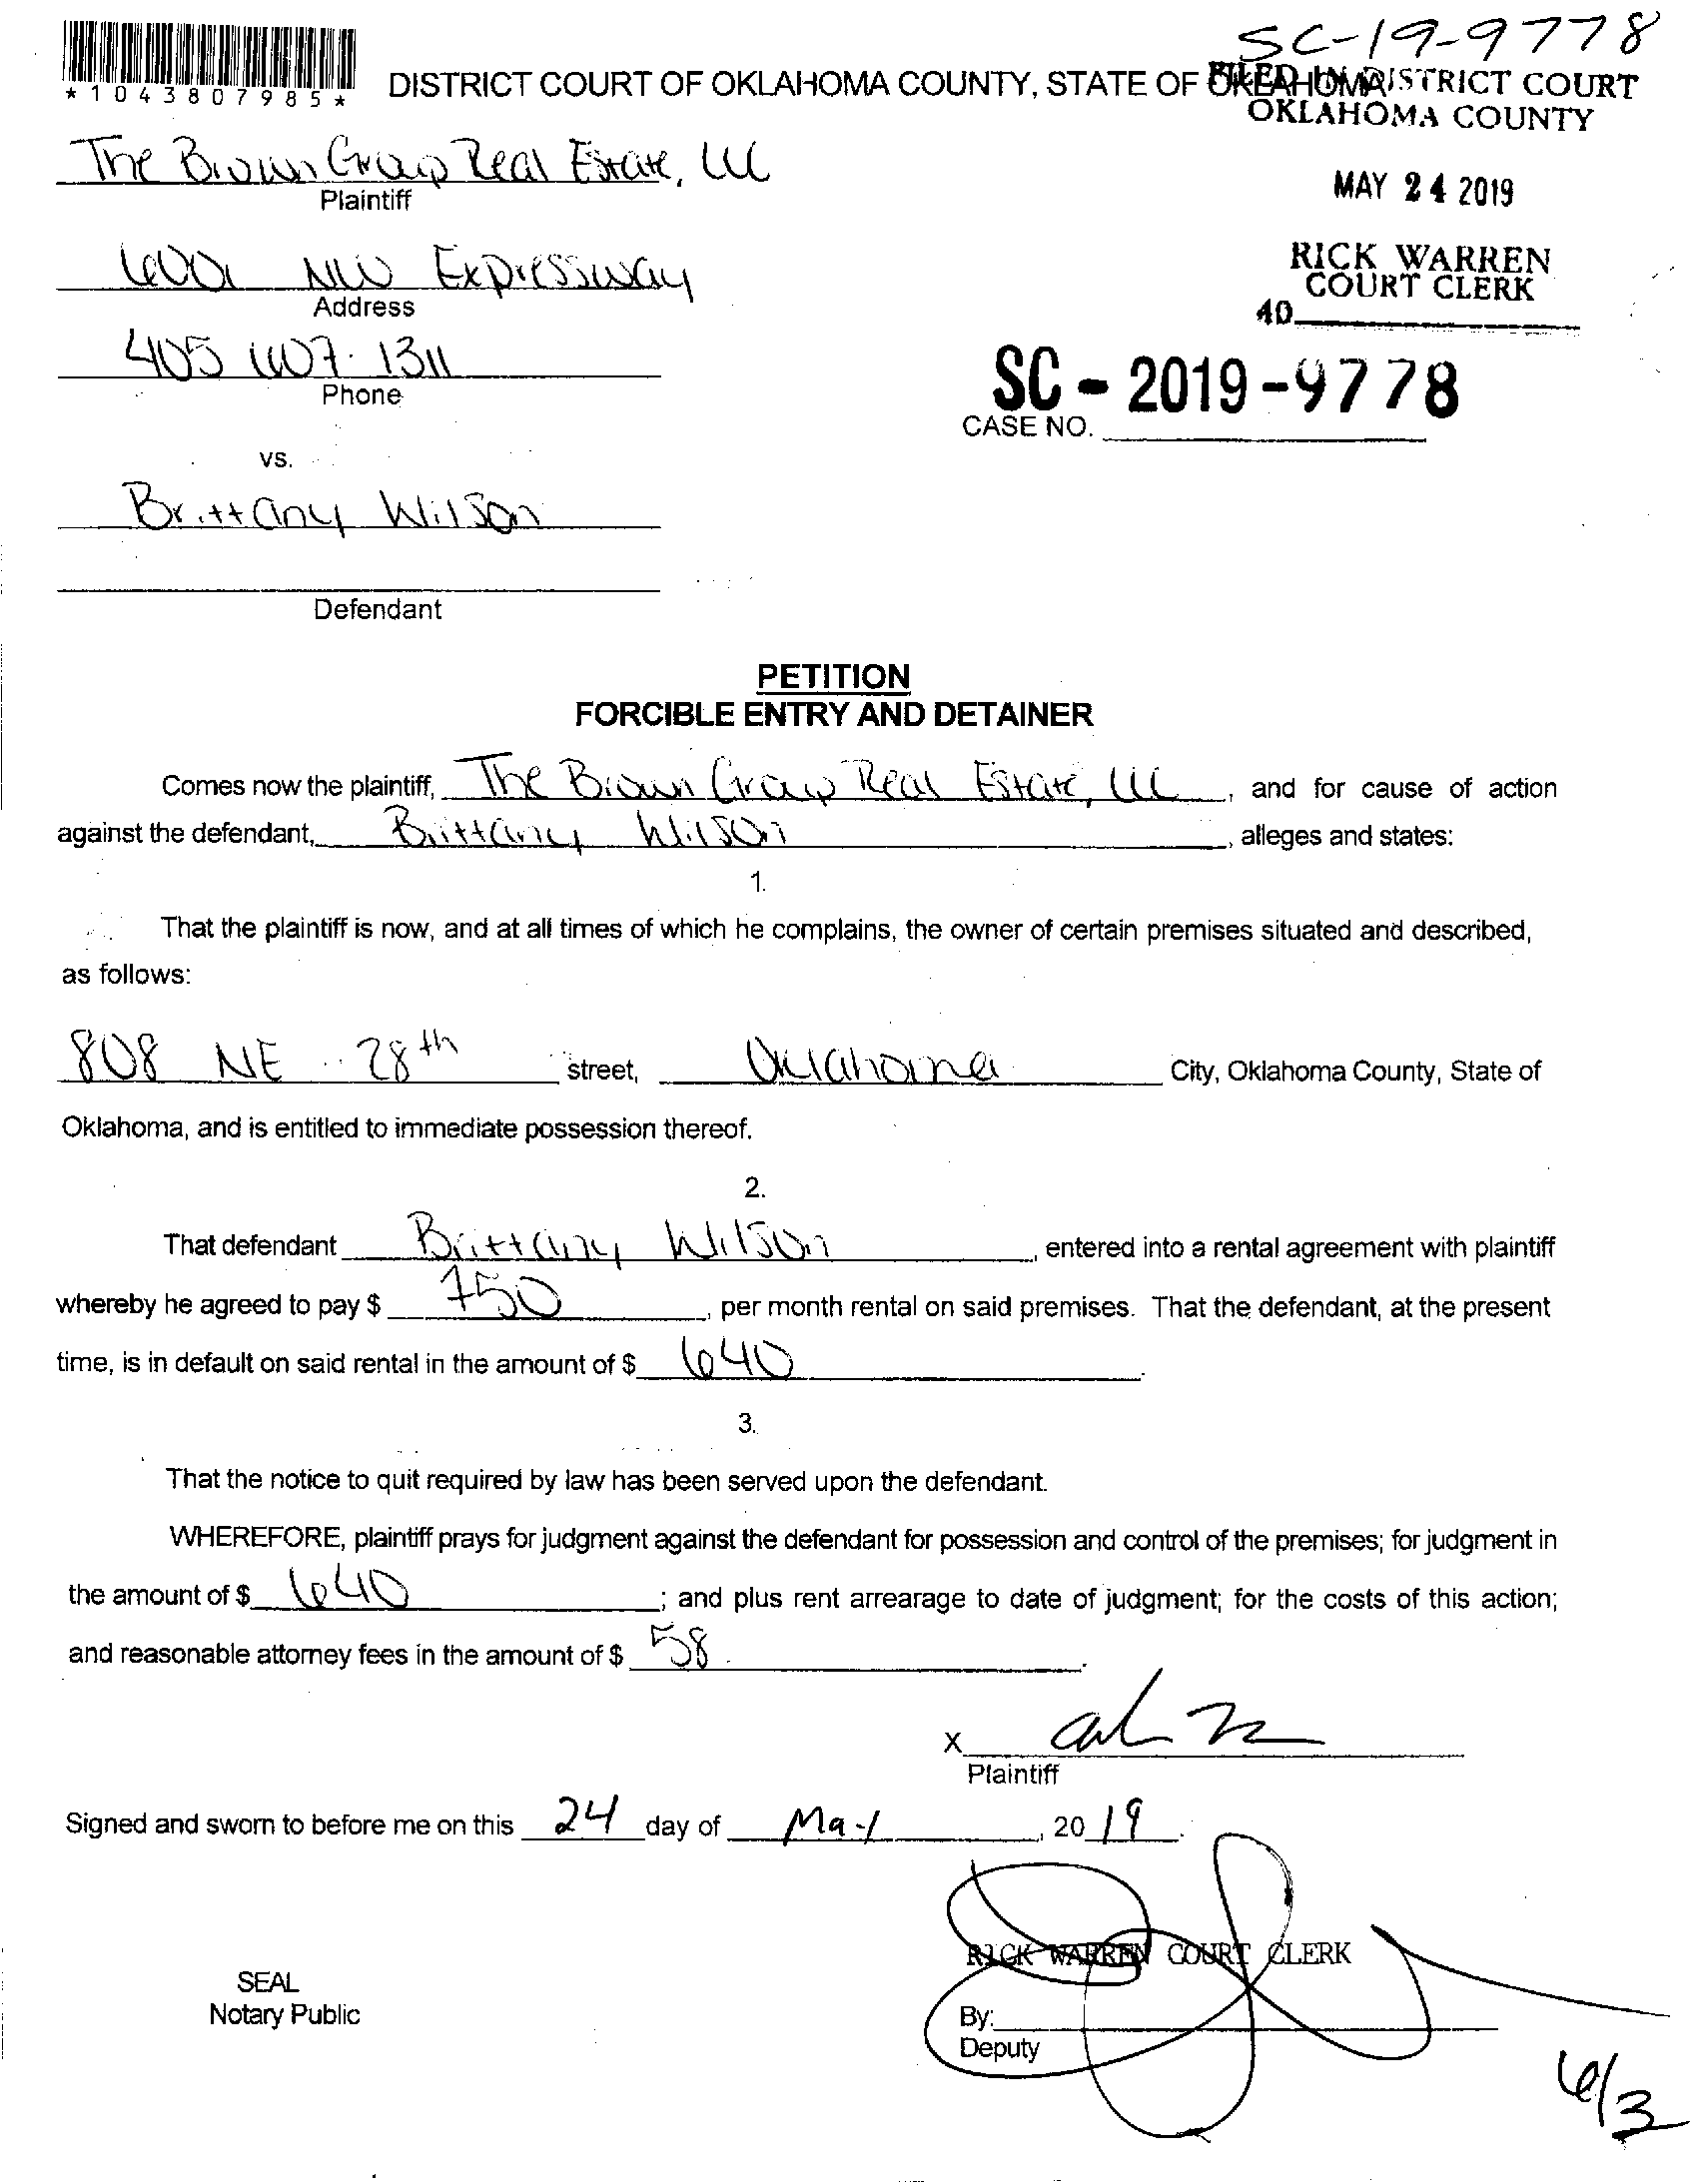 SC-19-9778
*1043807985*
DISTRICT COURT OF OKLAHOMA COUNTY, STATE OF OKLAHOMA
FILED IN DISTRICT COURT
OKLAHOMA COUNTY
The Brown Group Real Estate, LLC
Plaintiff
MAY 24 2019
6001 NW Expressway
Address
RICK WARREN
COURT CLERK
40
405 607-1311
Phone
SC - 2019 - 9778
CASE NO.
vs.
Brittany Wilson
Defendant
PETITION
FORCIBLE ENTRY AND DETAINER
Comes now the plaintiff, The Brown Group Real Estate, LLC, and for cause of action
against the defendant, Brittany Wilson, alleges and states:
1.
That the plaintiff is now, and at all times of which he complains, the owner of certain premises situated and described,
as follows:
808 NE 28th street, Oklahoma City, Oklahoma County, State of
Oklahoma, and is entitled to immediate possession thereof.
2.
That defendant Brittany Wilson, entered into a rental agreement with plaintiff
whereby he agreed to pay $ 750, per month rental on said premises. That the defendant, at the present
time, is in default on said rental in the amount of $ 640.
3.
That the notice to quit required by law has been served upon the defendant.
WHEREFORE, plaintiff prays for judgment against the defendant for possession and control of the premises; for judgment in
the amount of $ 640; and plus rent arrearage to date of judgment; for the costs of this action;
and reasonable attorney fees in the amount of $ 58.
X
Plaintiff
Signed and sworn to before me on this 24 day of May, 2019.
RICK WARREN COURT CLERK
SEAL
Notary Public
By:
Deputy
6/3